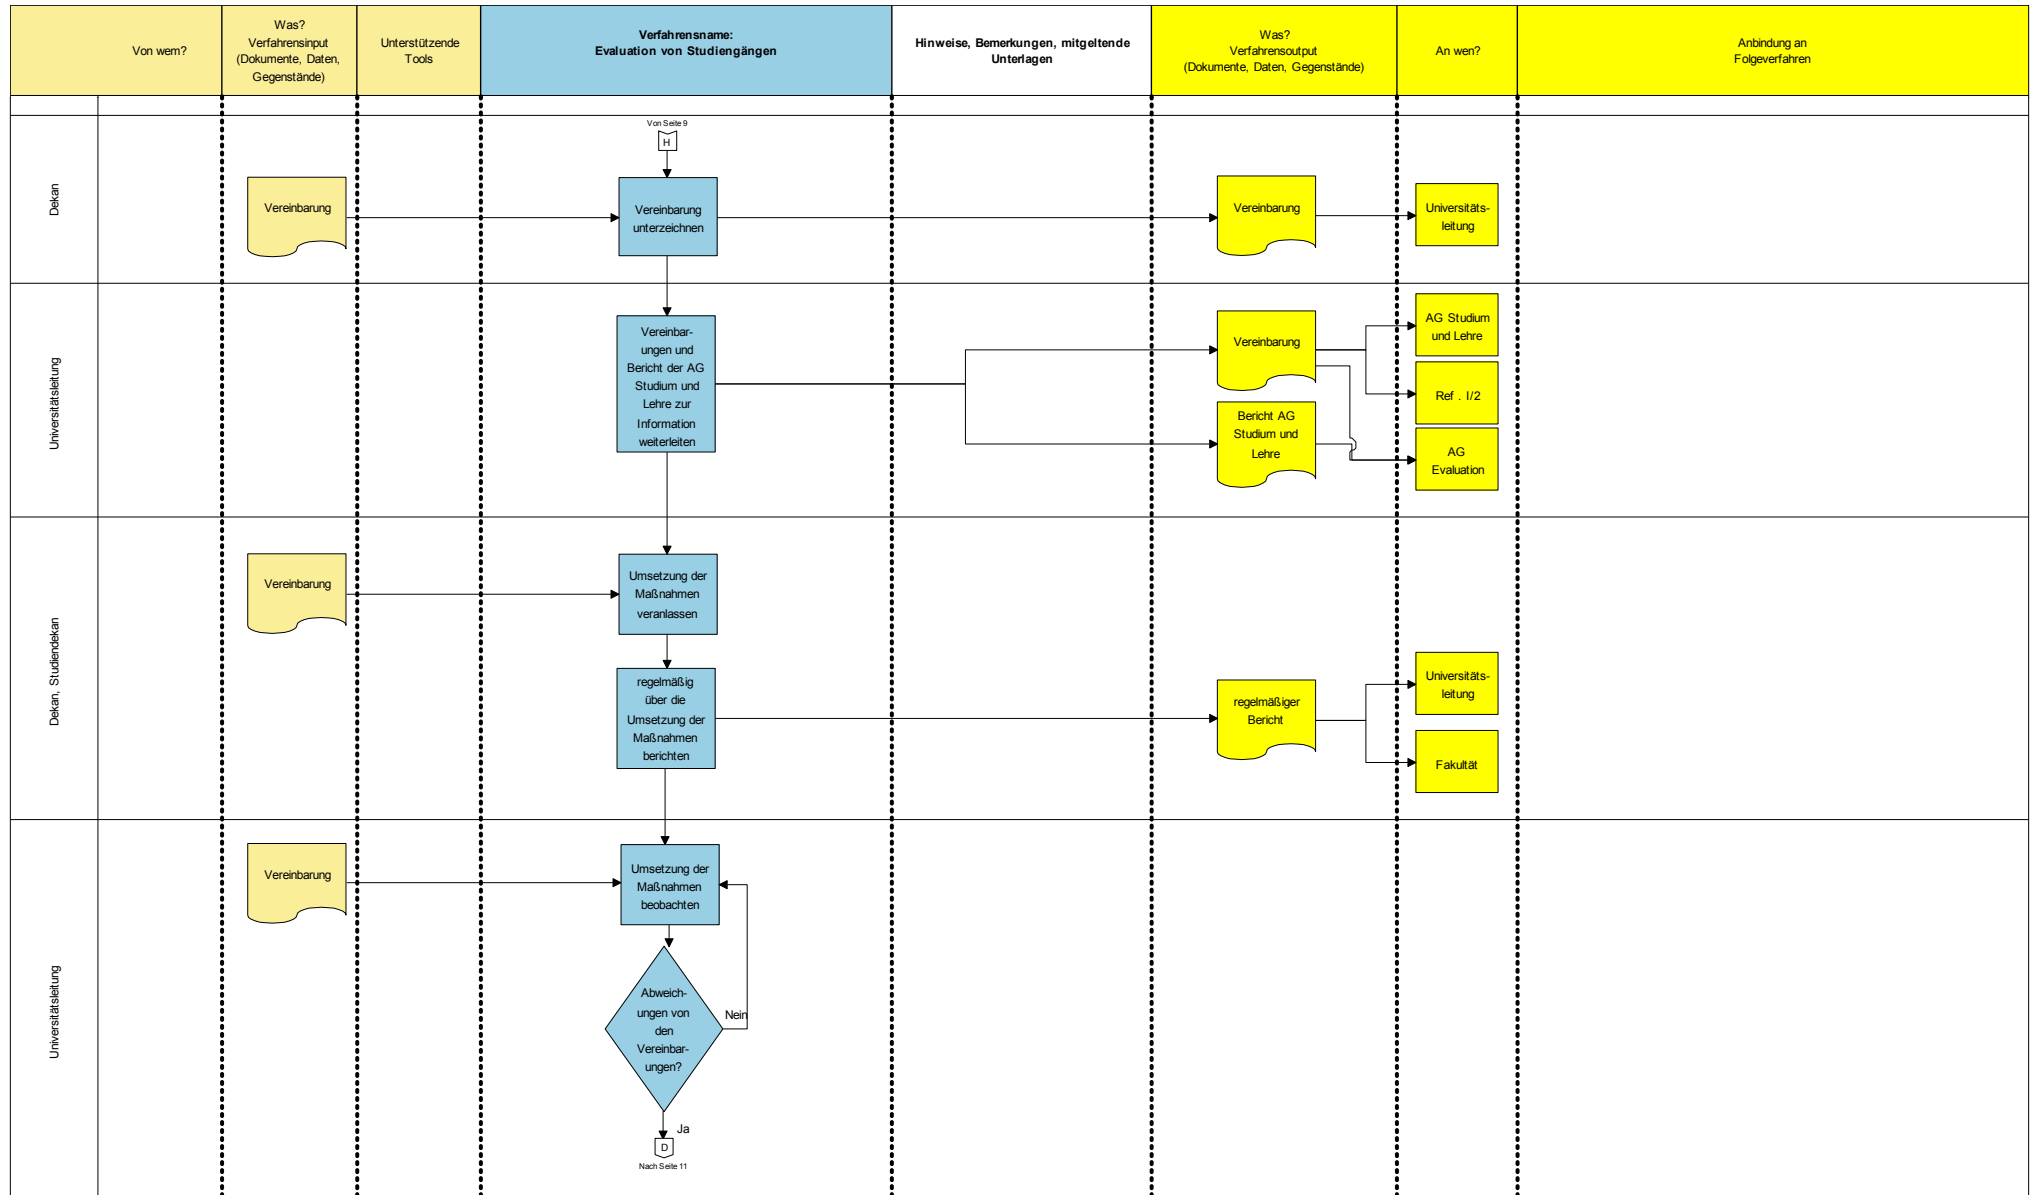 Von wem?
Was?
Verfahrensinput
(Dokumente, Daten,
Gegenstände)
Unterstützende
Tools
Verfahrensname:
Evaluation von Studiengängen
Hinweise, Bemerkungen, mitgeltende
Unterlagen
Was?
Verfahrensoutput
(Dokumente, Daten, Gegenstände)
An wen?
Anbindung an
Folgeverfahren
Dekan
Von Seite 9
H
Vereinbarung
Vereinbarung
unterzeichnen
Vereinbarung
Universitäts-
leitung
Universitätsleitung
Vereinbar-
ungen und
Bericht der AG
Studium und
Lehre zur
Information
weiterleiten
Vereinbarung
Bericht AG
Studium und
Lehre
AG Studium
und Lehre
Ref . I/2
AG
Evaluation
Dekan, Studiendekan
Vereinbarung
Umsetzung der
Maßnahmen
veranlassen
regelmäßig
über die
Umsetzung der
Maßnahmen
berichten
regelmäßiger
Bericht
Universitäts-
leitung
Fakultät
Universitätsleitung
Vereinbarung
Umsetzung der
Maßnahmen
beobachten
Abweich-
ungen von
den
Vereinbar-
ungen?
Nein
Ja
D
Nach Seite 11